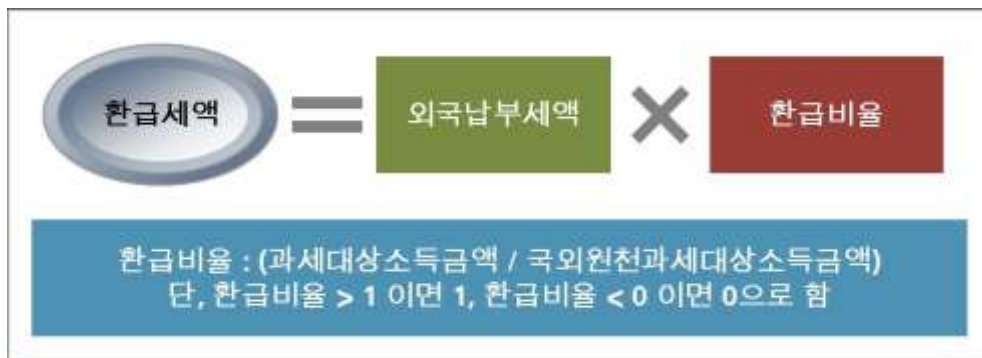 환급세액
외국납부세액
환급비율
환급비율 : (과세대상소득금액 / 국외원천과세대상소득금액)
단, 환급비율 > 1 이면 1, 환급비율 < 0 이면 0으로 함